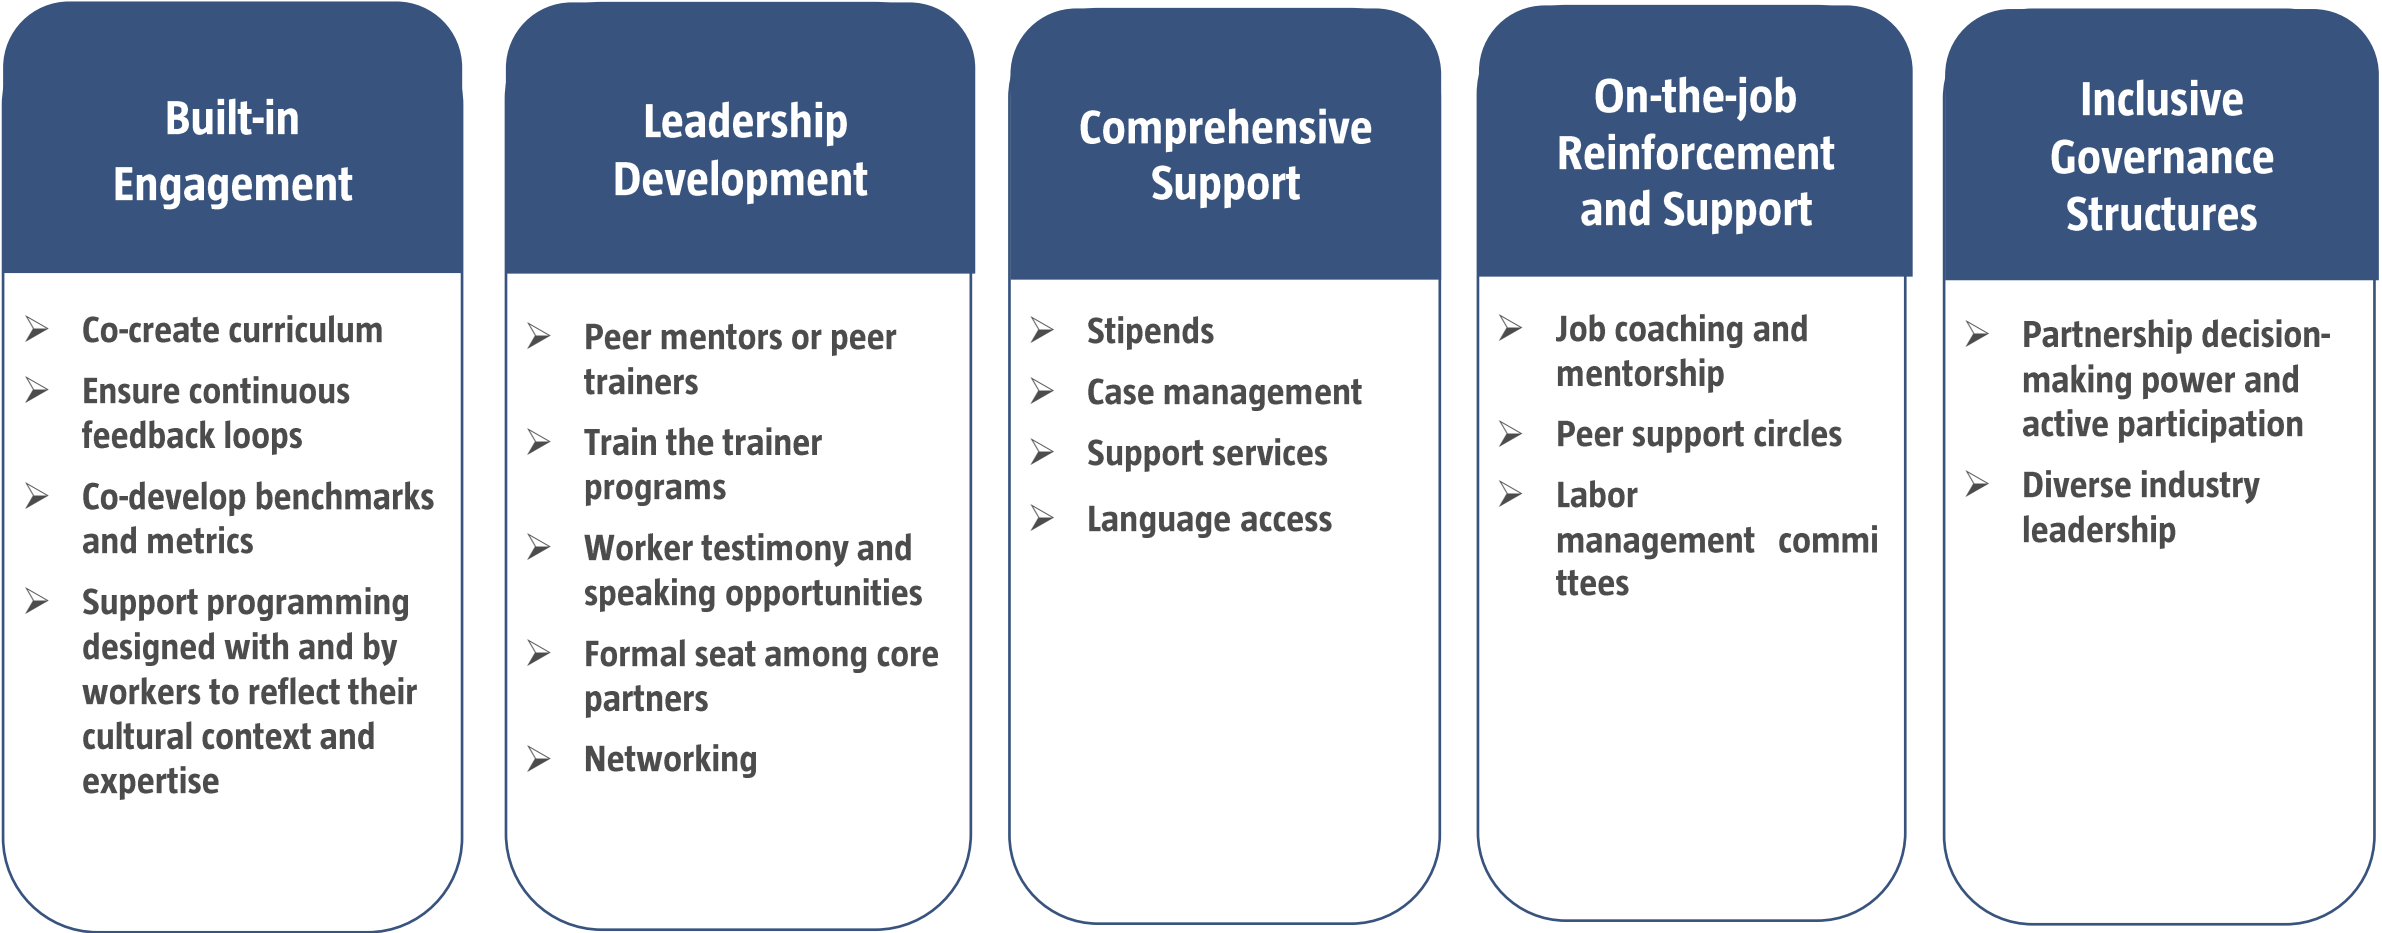 Built-in
Engagement
Co-create curriculum
Ensure continuous
feedback loops
Co-develop benchmarks
and metrics
Support programming
designed with and by
workers to reflect their
cultural context and
expertise
Leadership
Development
Peer mentors or peer
trainers
Train the trainer
programs
Worker testimony and
speaking opportunities
Formal seat among core
partners
Networking
Comprehensive
Support
Stipends
Case management
Support services
Language access
On-the-job
Reinforcement
and Support
Job coaching and
mentorship
Peer support circles
Labor
management commi
ttees
Inclusive
Governance
Structures
Partnership decision-
making power and
active participation
Diverse industry
leadership